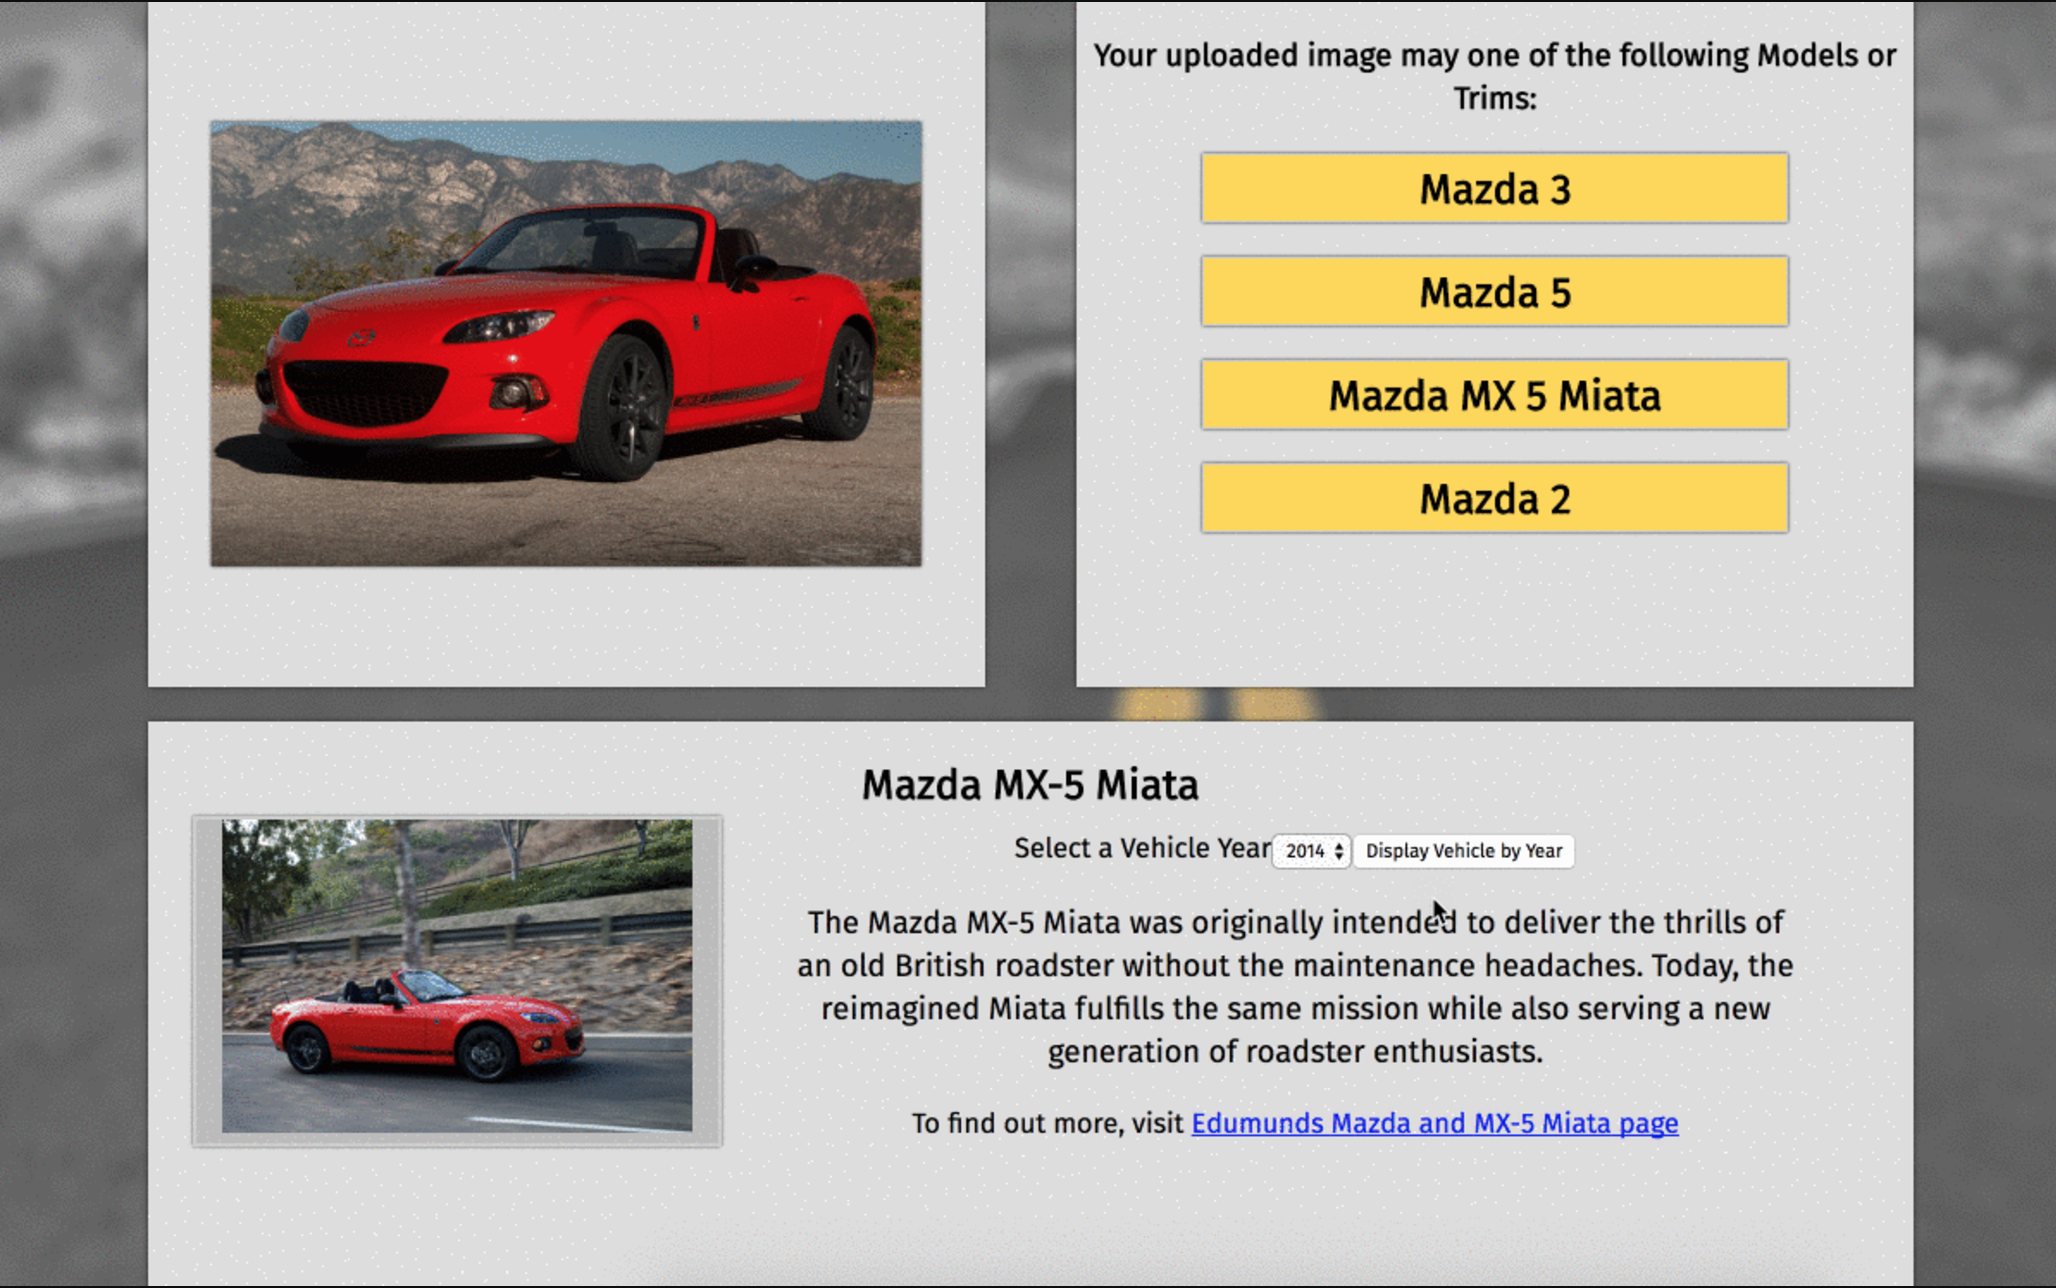 Your uploaded image may one of the following Models or
Trims:
Mazda 3
Mazda 5
Mazda MX 5 Miata
Mazda 2
Mazda MX-5 Miata
Select a Vehicle Year 2014 Display Vehicle by Year
The Mazda MX-5 Miata was originally intended to deliver the thrills of
an old British roadster without the maintenance headaches. Today, the
reimagined Miata fulfills the same mission while also serving a new
generation of roadster enthusiasts.
To find out more, visit Edumunds Mazda and MX-5 Miata page